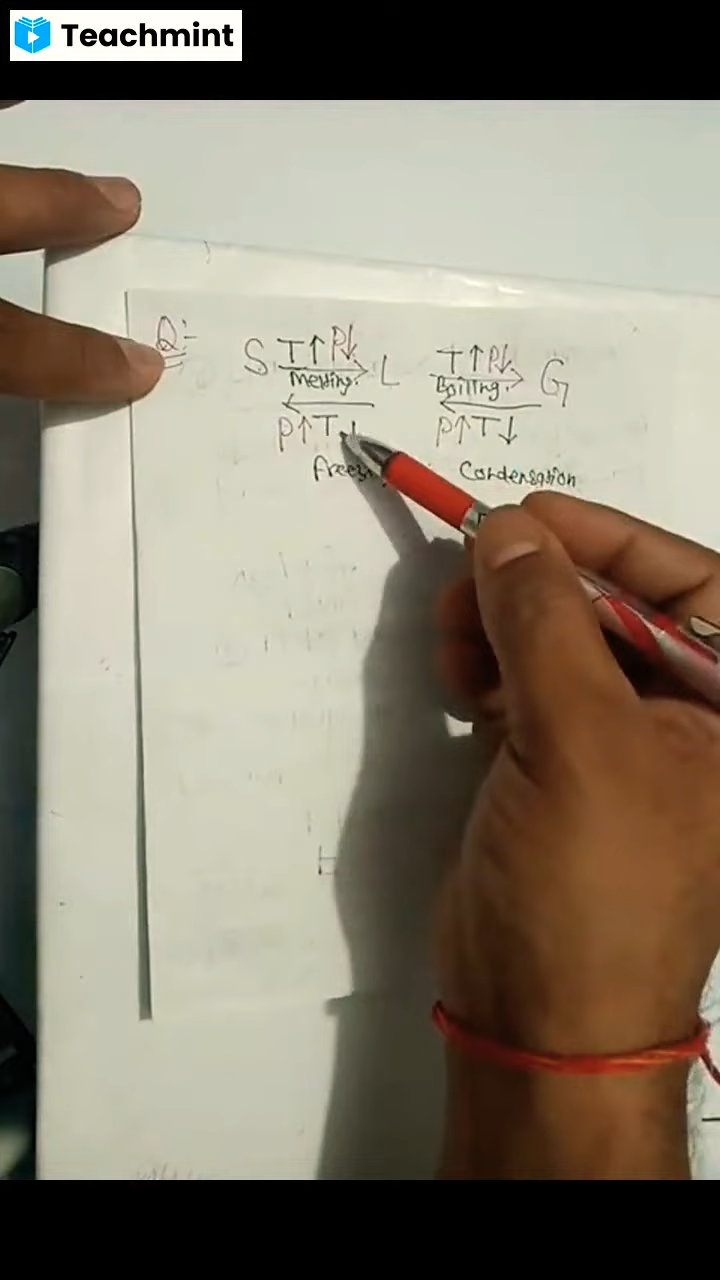 Teachmint
Q:-
S T↑ P↓ L T↑ P↓ G
Melting. Boiling.
P↑ T↓ P↑ T↓
Condensation